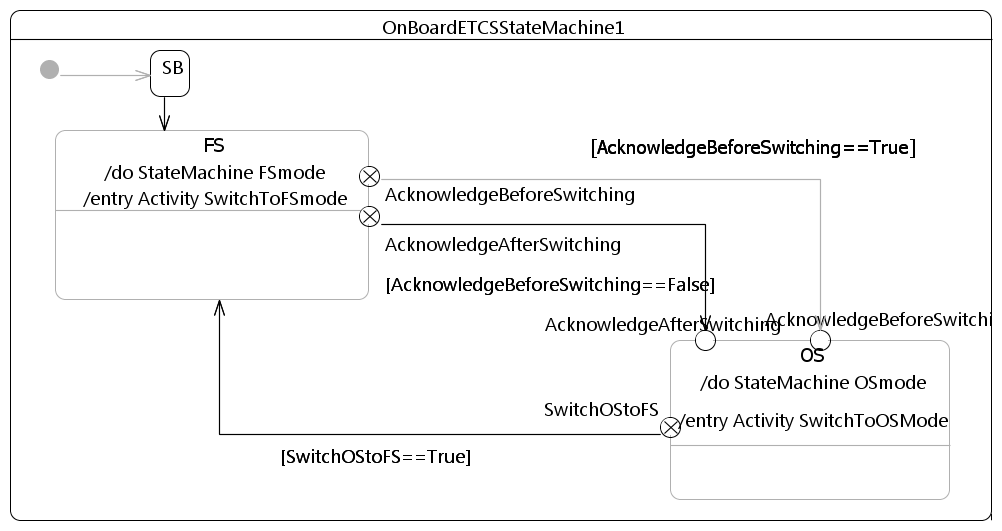 OnBoardETCSStateMachine1
SB
FS
/do StateMachine FSmode
/entry Activity SwitchToFSmode
[AcknowledgeBeforeSwitching==True]
AcknowledgeBeforeSwitching
AcknowledgeAfterSwitching
[AcknowledgeBeforeSwitching==False]
AcknowledgeAfterSwitching
AcknowledgeBeforeSwitchi
OS
/do StateMachine OSmode
/entry Activity SwitchToOSMode
SwitchOStoFS
[SwitchOStoFS==True]